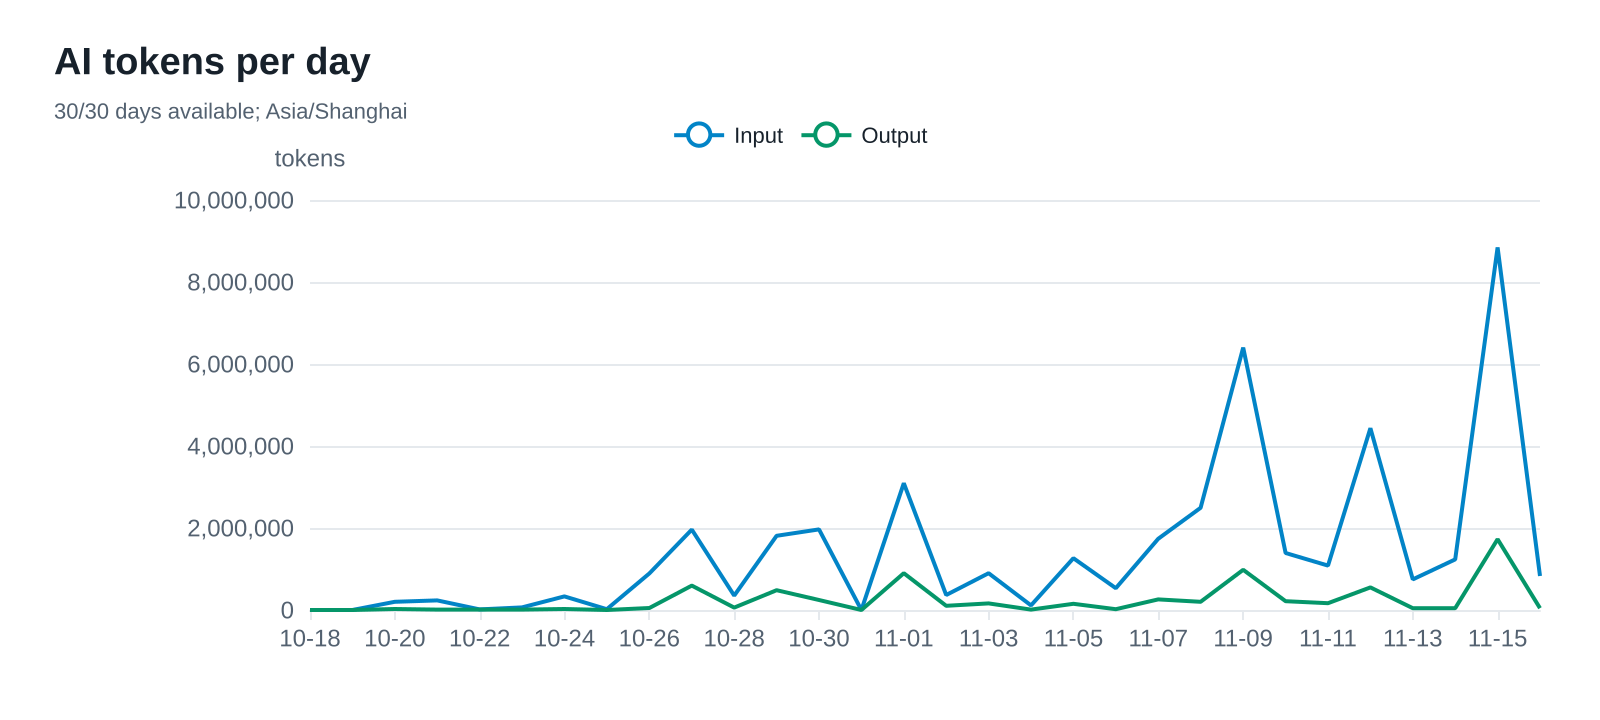 AI tokens per day
30/30 days available; Asia/Shanghai
Input Output
tokens
10,000,000
8,000,000
6,000,000
4,000,000
2,000,000
0
10-18 10-20 10-22 10-24 10-26 10-28 10-30 11-01 11-03 11-05 11-07 11-09 11-11 11-13 11-15